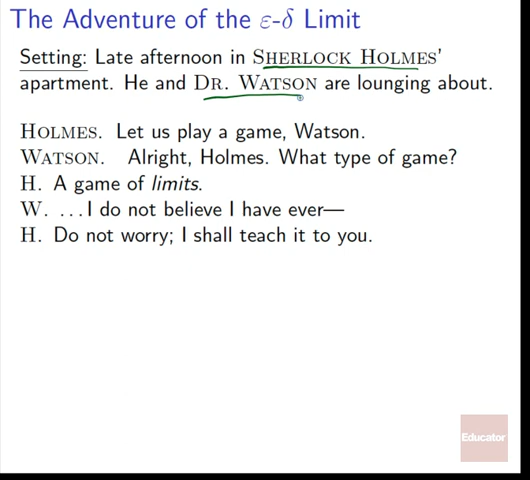 The Adventure of the ε-δ Limit
Setting: Late afternoon in SHERLOCK HOLMES'
apartment. He and DR. WATSON are lounging about.
HOLMES. Let us play a game, Watson.
WATSON. Alright, Holmes. What type of game?
H. A game of limits.
W. ...I do not believe I have ever—
H. Do not worry; I shall teach it to you.
Educator